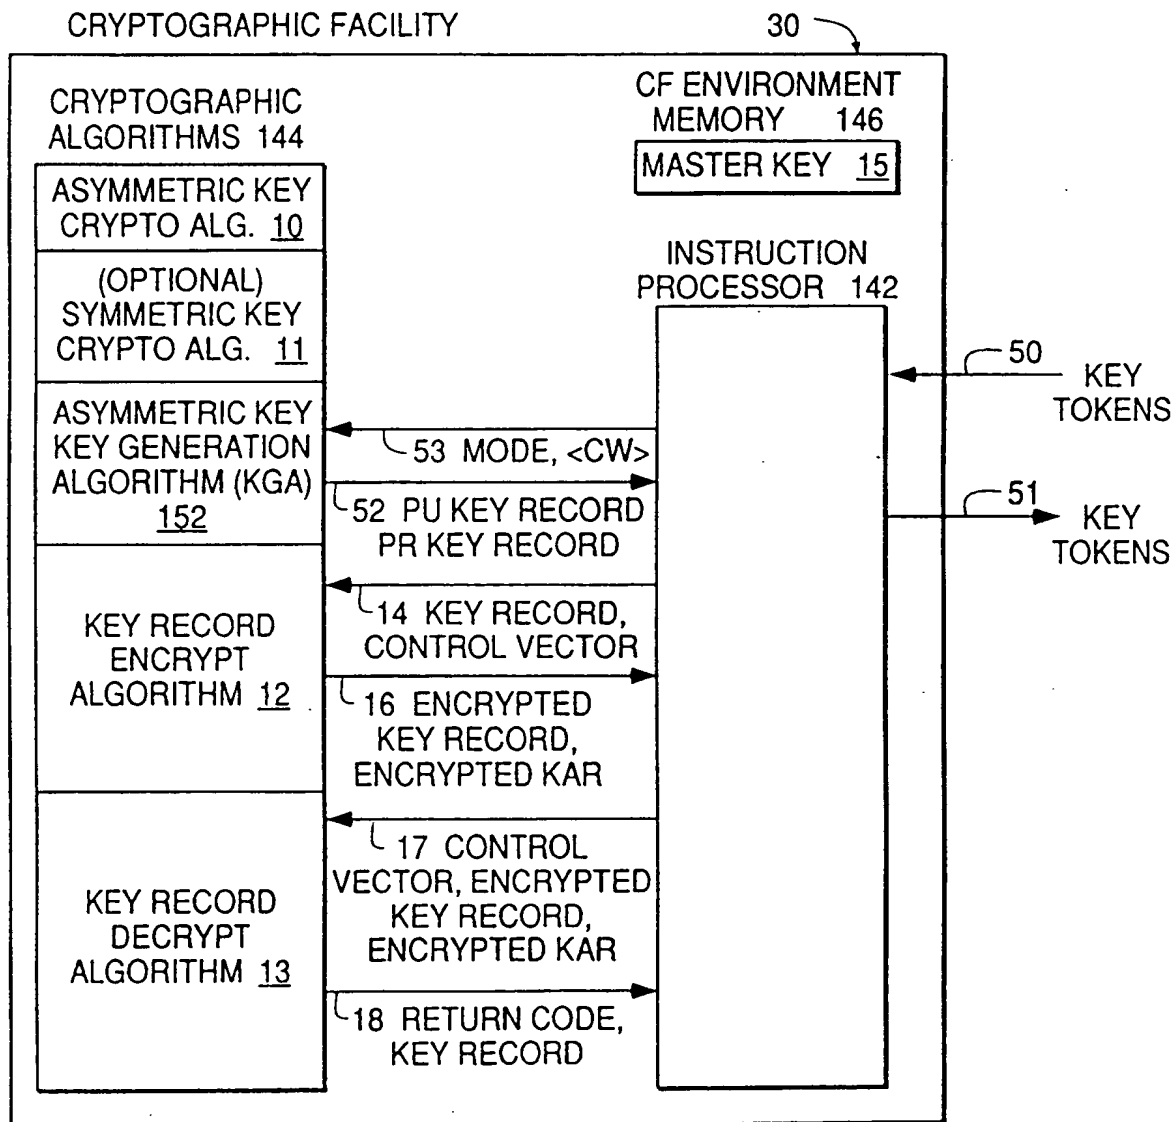 CRYPTOGRAPHIC FACILITY
30
CRYPTOGRAPHIC
ALGORITHMS 144
ASYMMETRIC KEY
CRYPTO ALG. 10
(OPTIONAL)
SYMMETRIC KEY
CRYPTO ALG. 11
ASYMMETRIC KEY
KEY GENERATION
ALGORITHM (KGA)
152
KEY RECORD
ENCRYPT
ALGORITHM 12
KEY RECORD
DECRYPT
ALGORITHM 13
53 MODE, <CW>
52 PU KEY RECORD
PR KEY RECORD
14 KEY RECORD,
CONTROL VECTOR
16 ENCRYPTED
KEY RECORD,
ENCRYPTED KAR
17 CONTROL
VECTOR, ENCRYPTED
KEY RECORD,
ENCRYPTED KAR
18 RETURN CODE,
KEY RECORD
CF ENVIRONMENT
MEMORY 146
MASTER KEY 15
INSTRUCTION
PROCESSOR 142
50
KEY
TOKENS
51
KEY
TOKENS